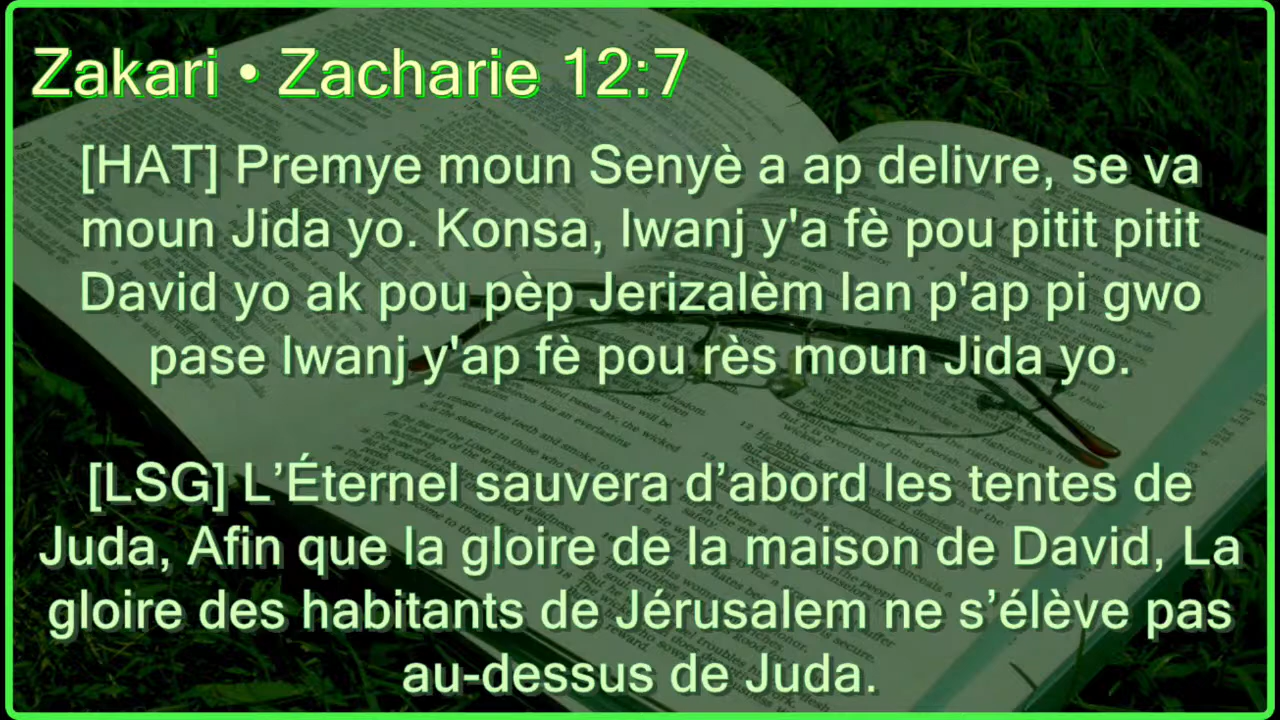 Zakari • Zacharie 12:7
[HAT] Premye moun Senyè a ap delivre, se va
moun Jida yo. Konsa, lwanj y'a fè pou pitit pitit
David yo ak pou pèp Jerizalèm lan p'ap pi gwo
pase lwanj y'ap fè pou rès moun Jida yo.
[LSG] L’Éternel sauvera d’abord les tentes de
Juda, Afin que la gloire de la maison de David, La
gloire des habitants de Jérusalem ne s’élève pas
au-dessus de Juda.